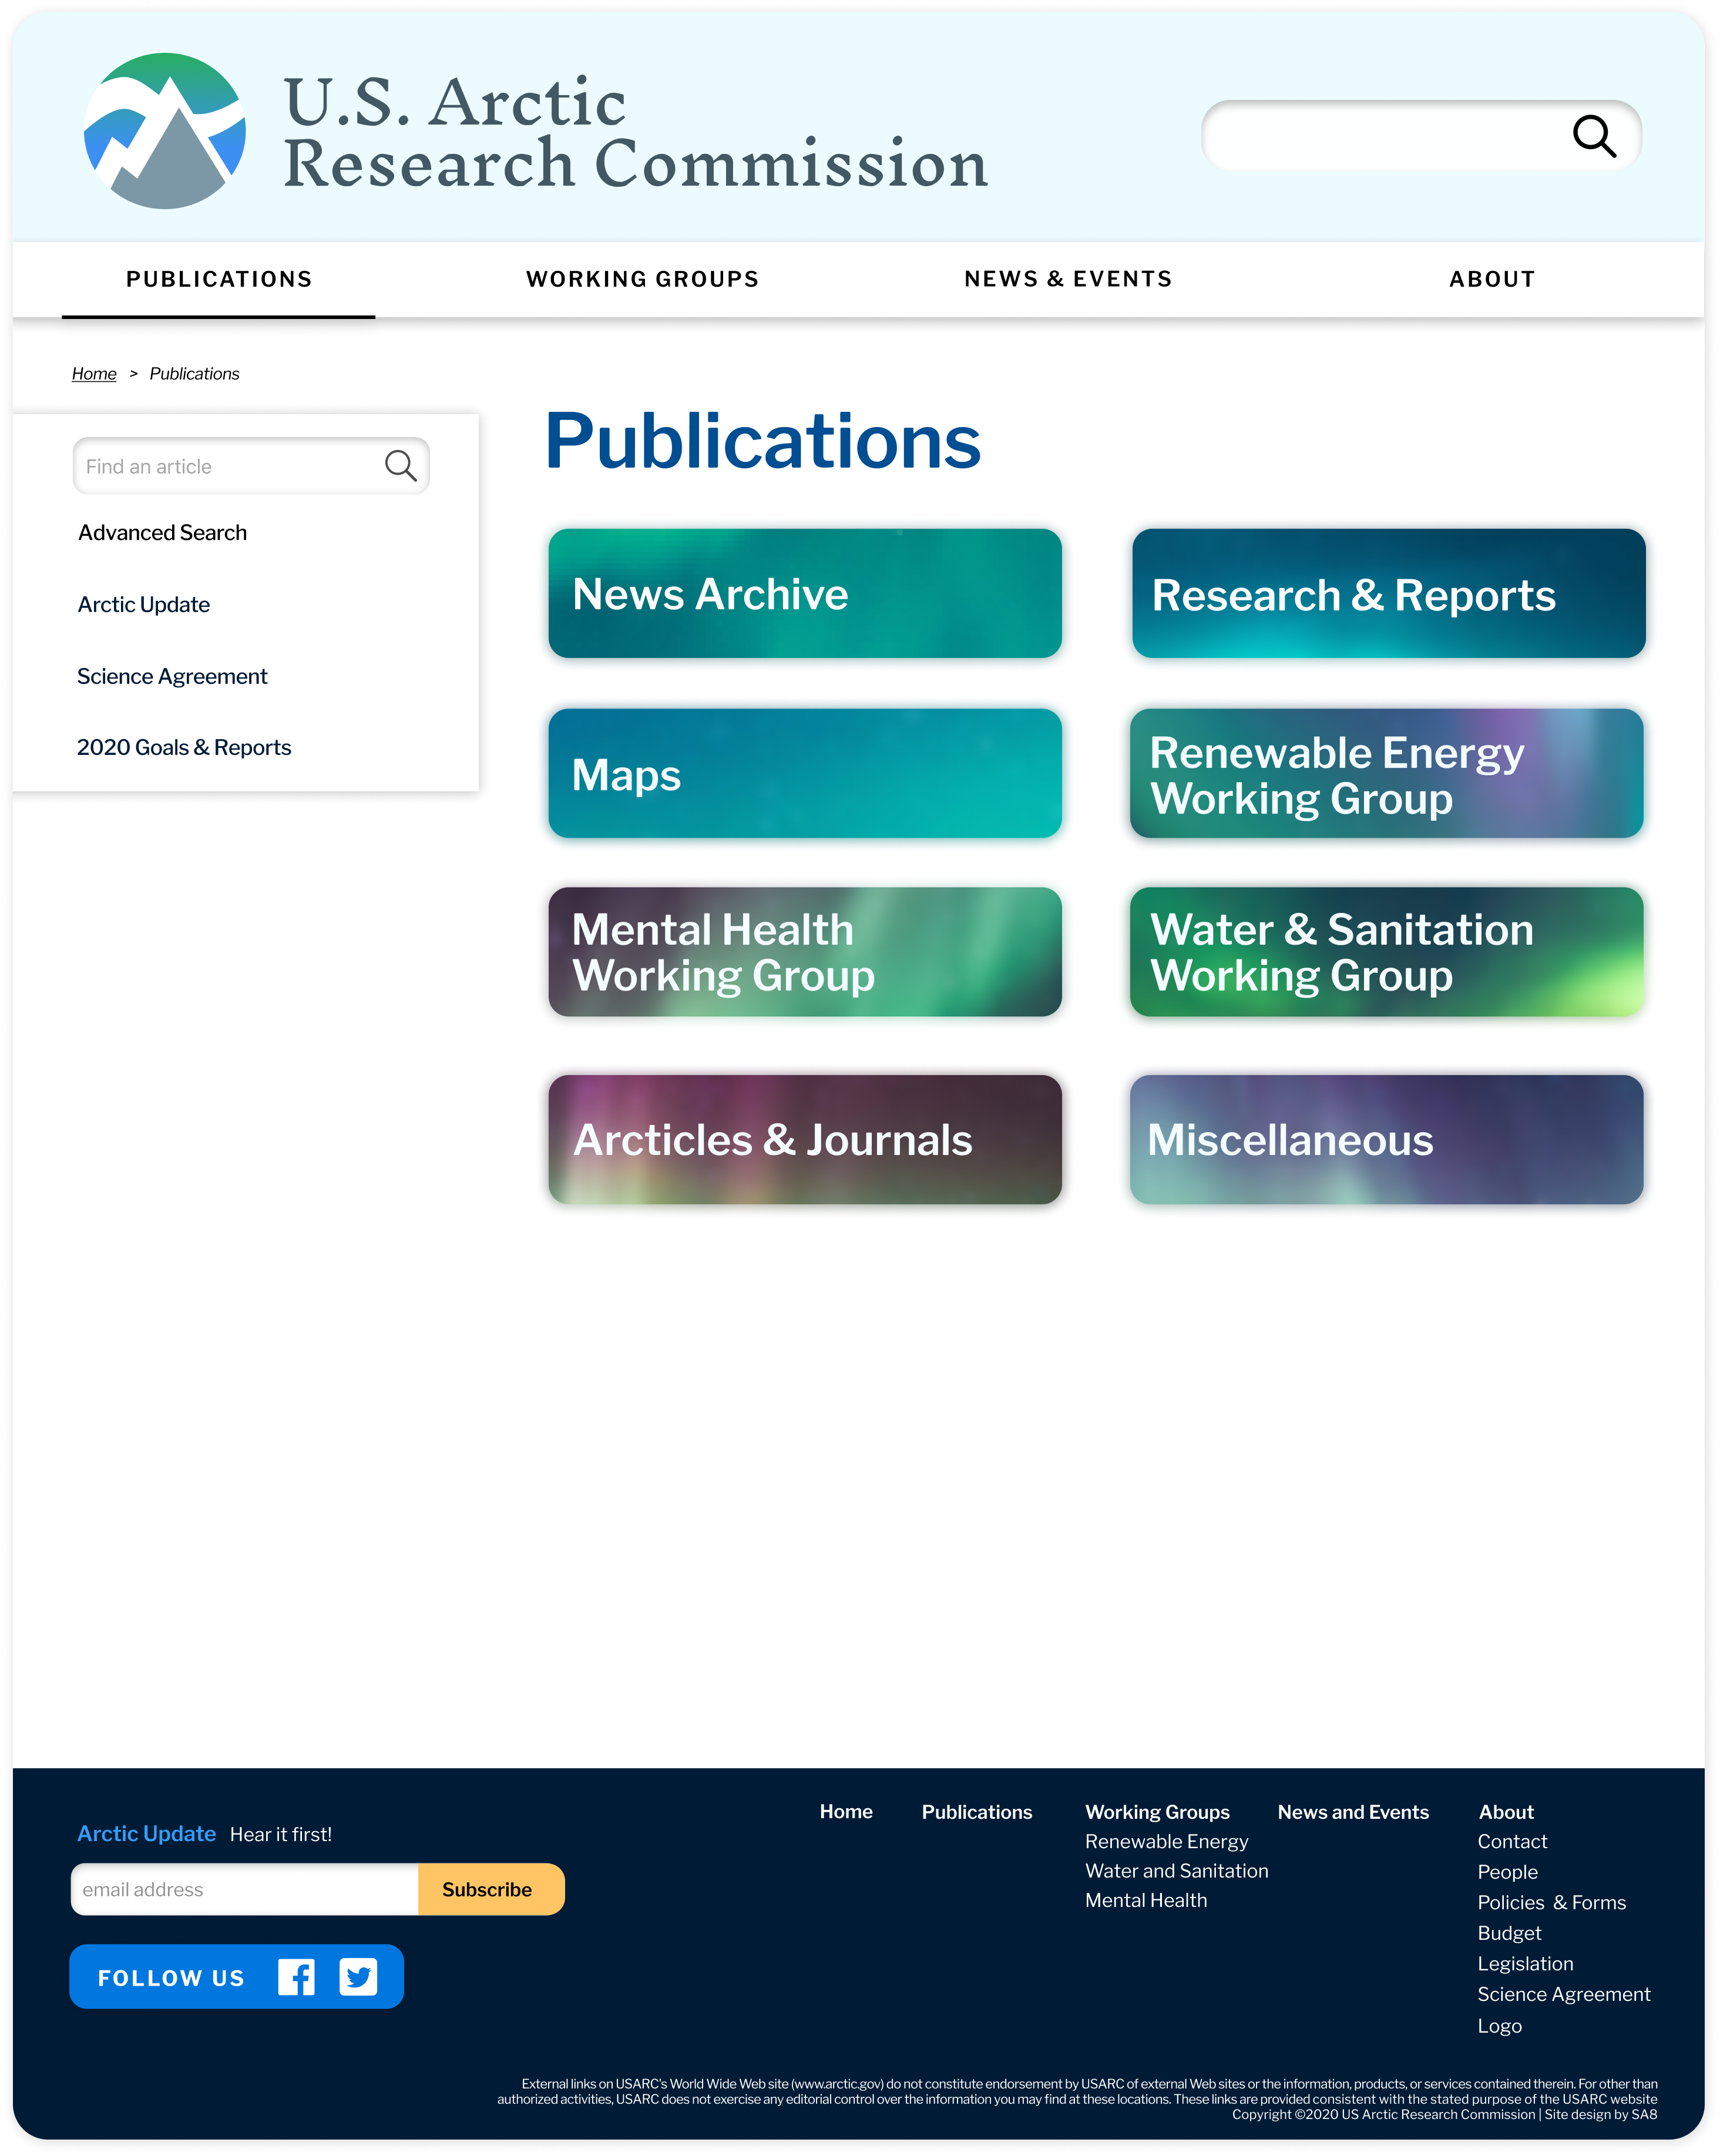 U.S. Arctic
Research Commission
PUBLICATIONS
WORKING GROUPS
NEWS & EVENTS
ABOUT
Home > Publications
Find an article
Advanced Search
Arctic Update
Science Agreement
2020 Goals & Reports
Publications
News Archive
Research & Reports
Maps
Renewable Energy
Working Group
Mental Health
Working Group
Water & Sanitation
Working Group
Arcticles & Journals
Miscellaneous
Arctic Update Hear it first!
email address
Subscribe
FOLLOW US
Home
Publications
Working Groups
Renewable Energy
Water and Sanitation
Mental Health
News and Events
About
Contact
People
Policies & Forms
Budget
Legislation
Science Agreement
Logo
External links on USARC's World Wide Web site (www.arctic.gov) do not constitute endorsement by USARC of external Web sites or the information, products, or services contained therein. For other than
authorized activities, USARC does not exercise any editorial control over the information you may find at these locations. These links are provided consistent with the stated purpose of the USARC website
Copyright ©2020 US Arctic Research Commission | Site design by SA8